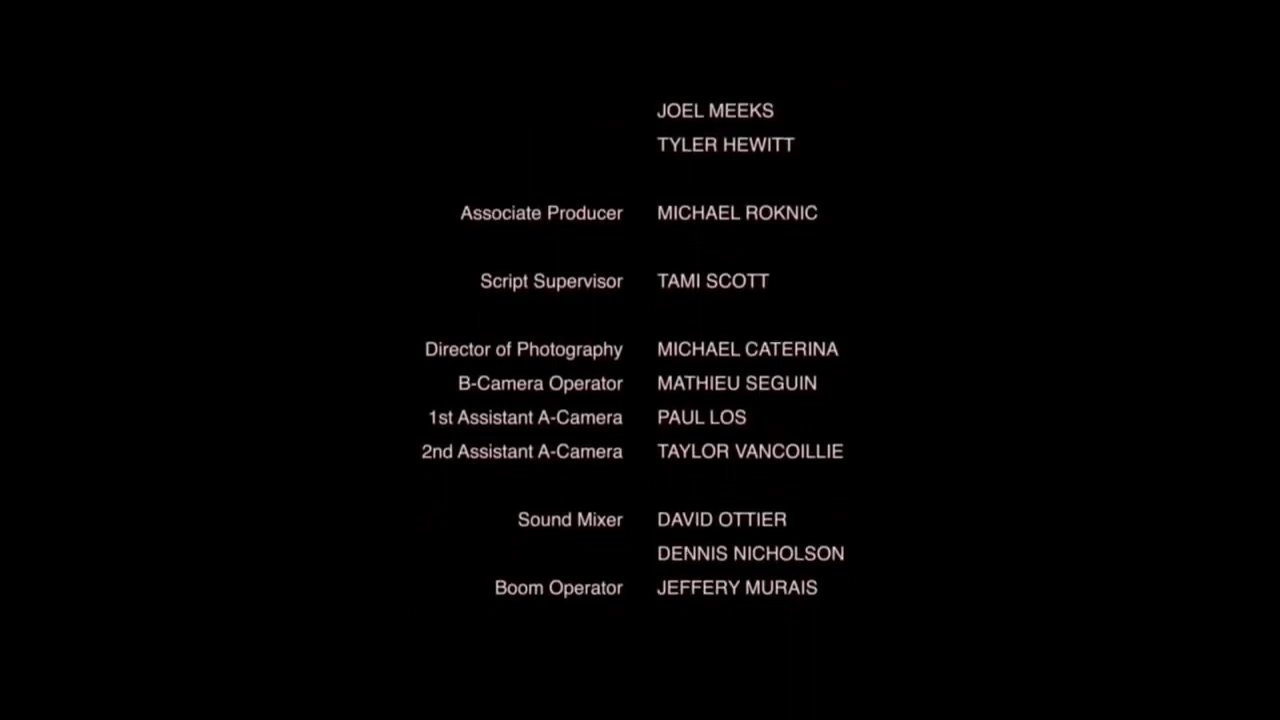 JOEL MEEKS
TYLER HEWITT
Associate Producer MICHAEL ROKNIC
Script Supervisor TAMI SCOTT
Director of Photography MICHAEL CATERINA
B-Camera Operator MATHIEU SEGUIN
1st Assistant A-Camera PAUL LOS
2nd Assistant A-Camera TAYLOR VANCOILLIE
Sound Mixer DAVID OTTIER
DENNIS NICHOLSON
Boom Operator JEFFERY MURAIS